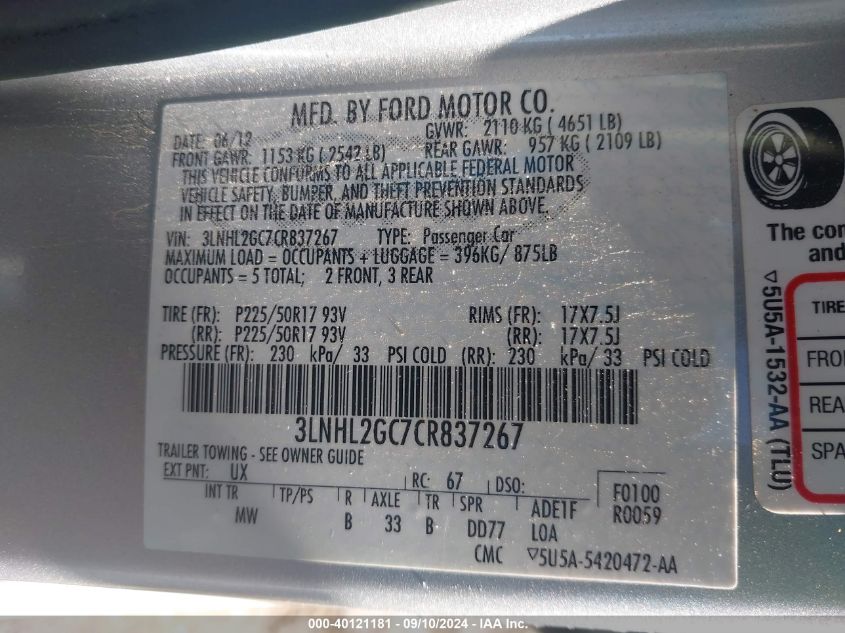 MFD. BY FORD MOTOR CO.
DATE: 06/12 GVWR: 2110 KG ( 4651 LB)
FRONT GAWR: 1153 KG ( 2542 LB) REAR GAWR: 957 KG ( 2109 LB)
THIS VEHICLE CONFORMS TO ALL APPLICABLE FEDERAL MOTOR
VEHICLE SAFETY, BUMPER, AND THEFT PREVENTION STANDARDS
IN EFFECT ON THE DATE OF MANUFACTURE SHOWN ABOVE.
VIN: 3LNHL2GC7CR837267 TYPE: Passenger Car
MAXIMUM LOAD = OCCUPANTS + LUGGAGE = 396KG/ 875LB
OCCUPANTS = 5 TOTAL; 2 FRONT, 3 REAR
TIRE (FR): P225/50R17 93V RIMS (FR): 17X7.5J
(RR): P225/50R17 93V (RR): 17X7.5J
PRESSURE (FR): 230 kPa/ 33 PSI COLD (RR): 230 kPa/ 33 PSI COLD
3LNHL2GC7CR837267
TRAILER TOWING - SEE OWNER GUIDE
EXT PNT: UX RC: 67 DSO:
INT TR TP/PS R AXLE TR SPR ADE1F F0100
MW B 33 B DD77 LOA R0059
CMC ▽5U5A-5420472-AA
The con
and
▽5U5A-1532-AA (TLU)
TIRE
FRO
REA
SPA
000-40121181 - 09/10/2024 - IAA Inc.